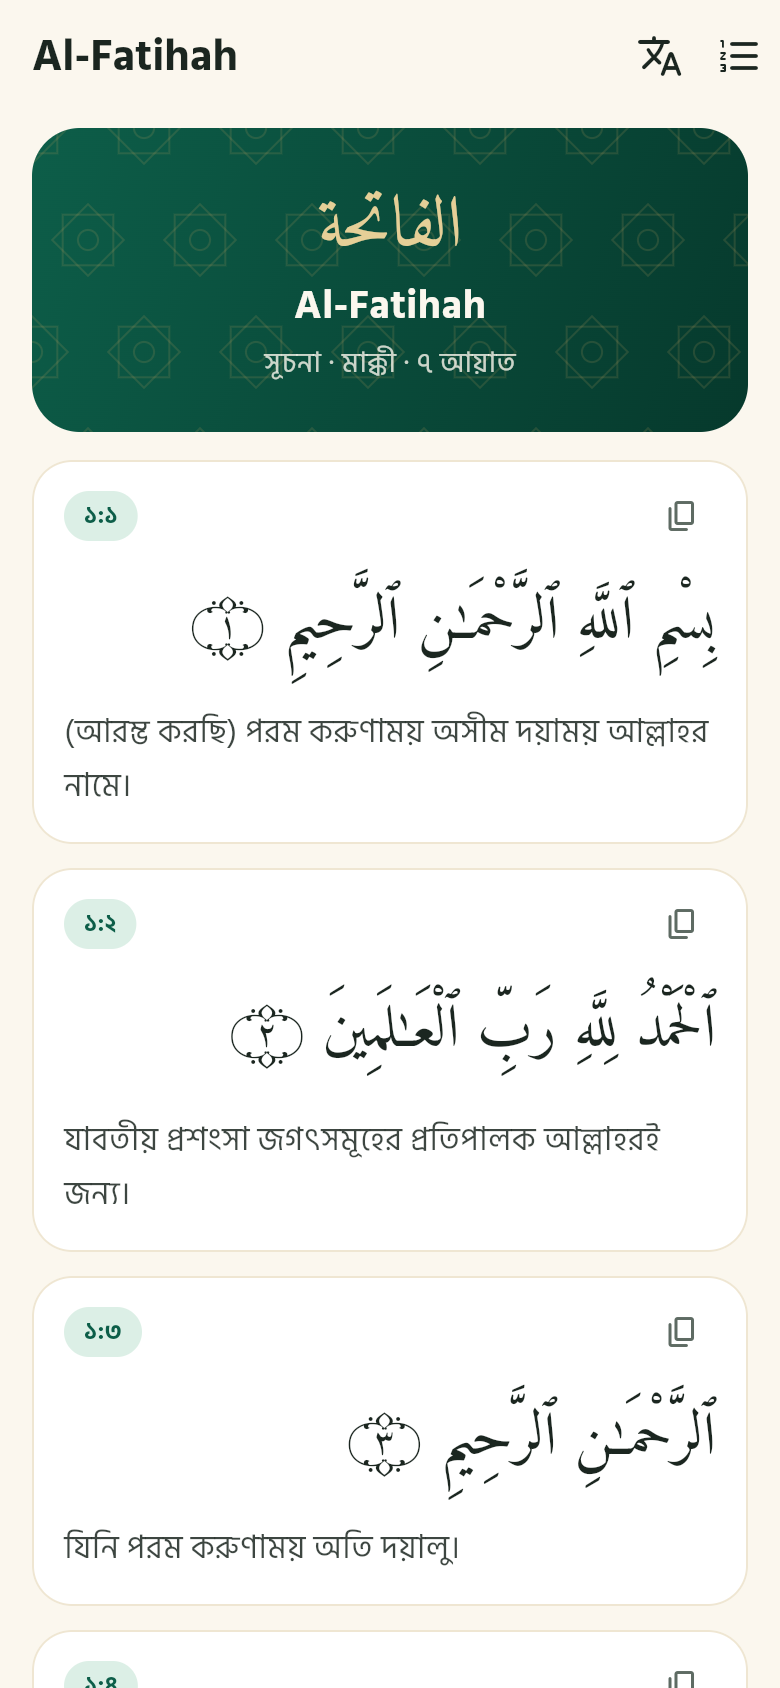 Al-Fatihah
الفاتحة
Al-Fatihah
সূচনা · মাক্কী · ৭ আয়াত
১:১
بِسْمِ ٱللَّهِ ٱلرَّحْمَـٰنِ ٱلرَّحِيمِ ١
(আরম্ভ করছি) পরম করুণাময় অসীম দয়াময় আল্লাহর
নামে।
১:২
ٱلْحَمْدُ لِلَّهِ رَبِّ ٱلْعَـٰلَمِينَ ٢
যাবতীয় প্রশংসা জগৎসমূহের প্রতিপালক আল্লাহরই
জন্য।
১:৩
ٱلرَّحْمَـٰنِ ٱلرَّحِيمِ ٣
যিনি পরম করুণাময় অতি দয়ালু।
১:৪